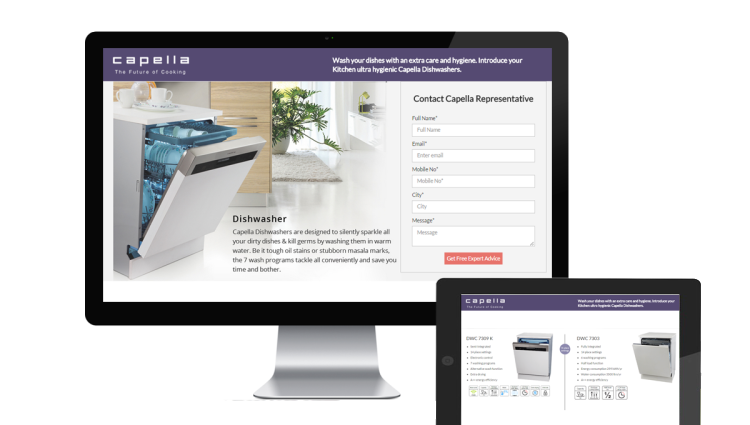 capella
The Future of Cooking
Wash your dishes with an extra care and hygiene. Introduce your
Kitchen ultra hygienic Capella Dishwashers.
Contact Capella Representative
Full Name*
Full Name
Email*
Enter email
Mobile No*
Mobile No*
City*
City
Message*
Message
Get Free Expert Advice
Dishwasher
Capella Dishwashers are designed to silently sparkle all
your dirty dishes & kill germs by washing them in warm
water. Be it tough oil stains or stubborn masala marks,
the 7 wash programs tackle all conveniently and save you
time and bother.
capella
The Future of Cooking
Wash your dishes with an extra care and hygiene. Introduce your
Kitchen ultra hygienic Capella Dishwashers.
DWC 7309 K
DWC 7303